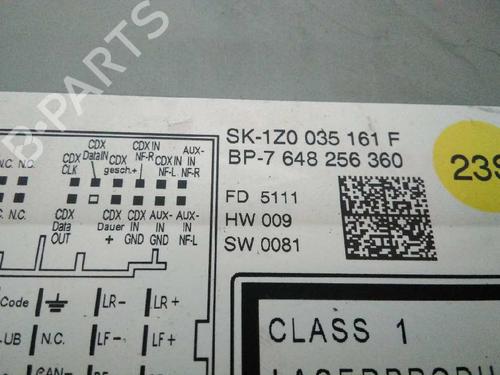 SK-1Z0 035 161 F
BP-7 648 256 360
23S
FD 5111
HW 009
SW 0081
CLASS 1
B-PARTS
CDX DataIN
CDX gesch.+
CDX IN NF-R
AUX-
N.C. N.C. CDX CLK CDX IN NF-L IN NF-R
N.C.
CDX Data OUT
CDX Dauer +
CDX IN GND
AUX- IN GND
AUX- IN NF-L
Code LR- LR+
UB N.C. LF- LF+
CAN-